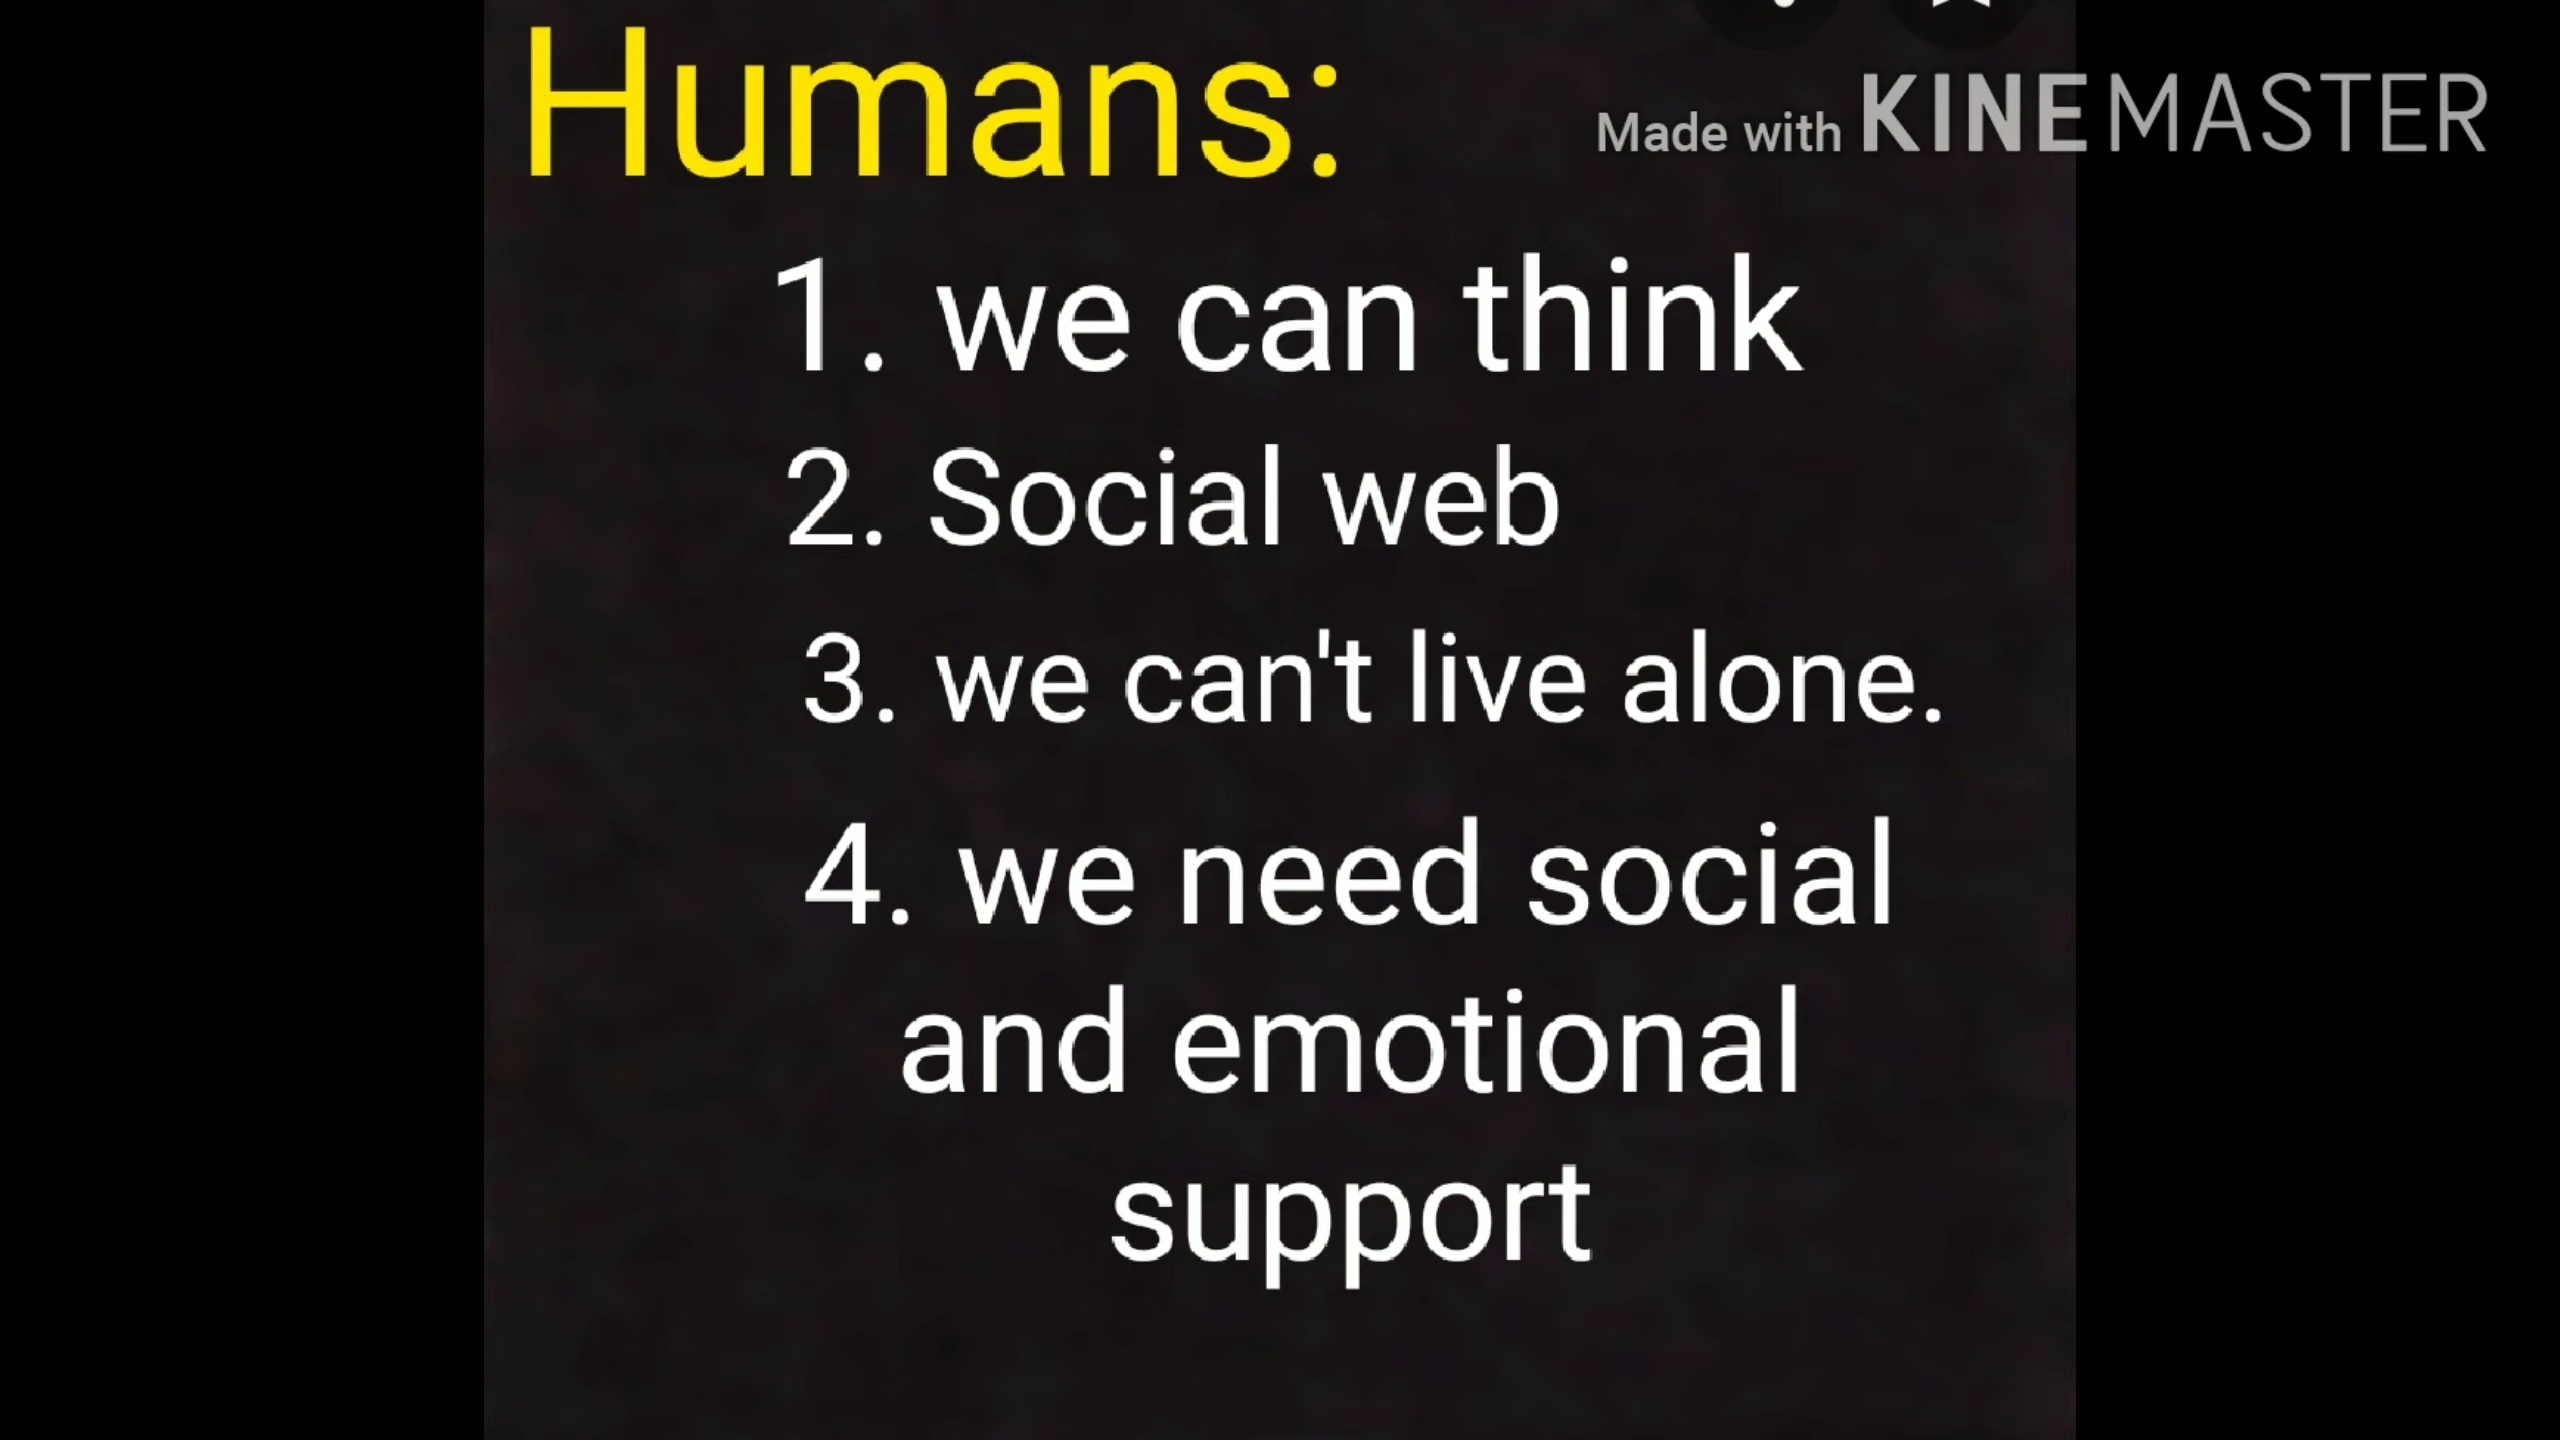 Humans:
Made with KINEMASTER
1. we can think
2. Social web
3. we can't live alone.
4. we need social
and emotional
support